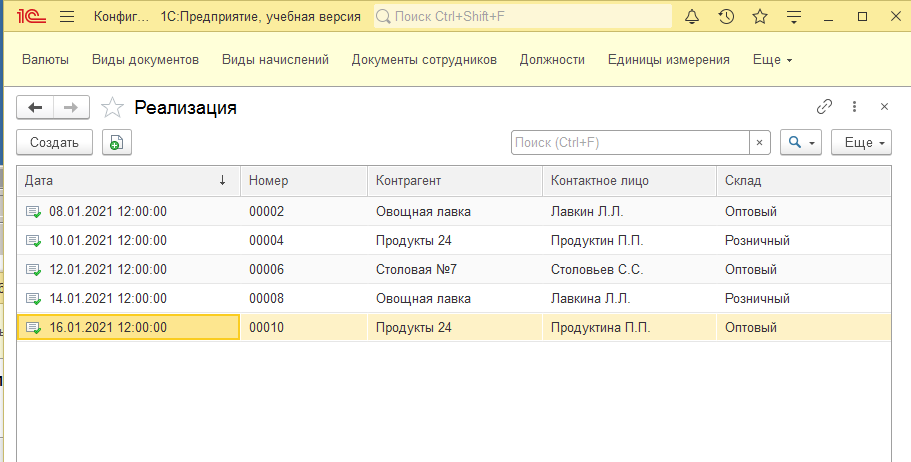 1С Конфиг... 1С:Предприятие, учебная версия Поиск Ctrl+Shift+F
Валюты Виды документов Виды начислений Документы сотрудников Должности Единицы измерения Еще
Реализация
Создать Поиск (Ctrl+F) Еще
Дата Номер Контрагент Контактное лицо Склад
08.01.2021 12:00:00 00002 Овощная лавка Лавкин Л.Л. Оптовый
10.01.2021 12:00:00 00004 Продукты 24 Продуктин П.П. Розничный
12.01.2021 12:00:00 00006 Столовая №7 Столовьев С.С. Оптовый
14.01.2021 12:00:00 00008 Овощная лавка Лавкина Л.Л. Розничный
16.01.2021 12:00:00 00010 Продукты 24 Продуктина П.П. Оптовый